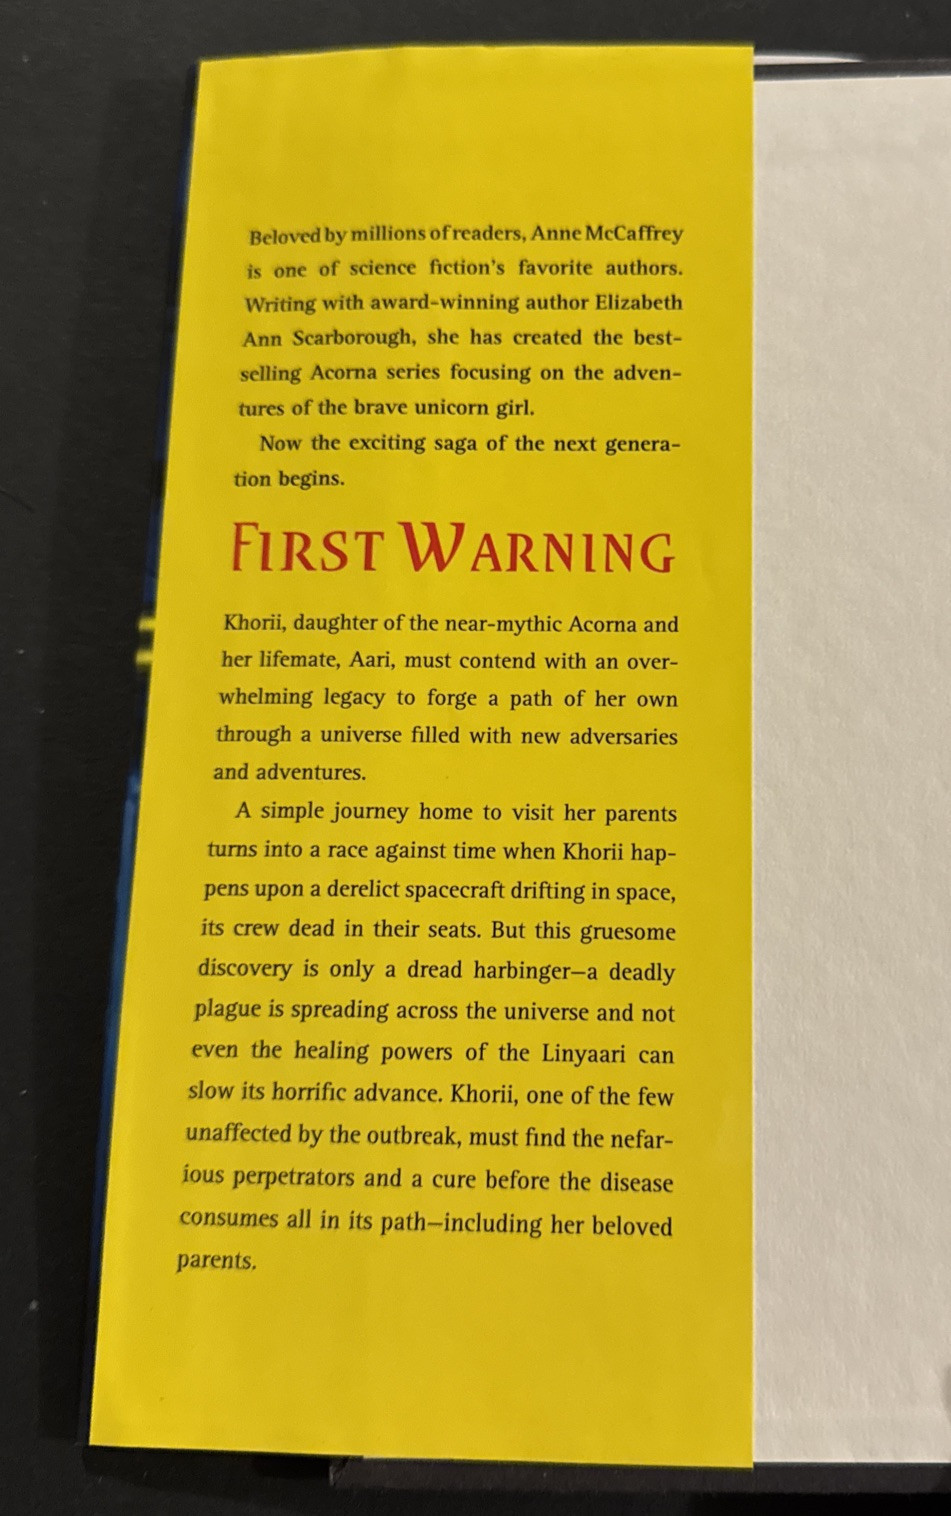 Beloved by millions of readers, Anne McCaffrey
is one of science fiction's favorite authors.
Writing with award-winning author Elizabeth
Ann Scarborough, she has created the best-
selling Acorna series focusing on the adven-
tures of the brave unicorn girl.
Now the exciting saga of the next genera-
tion begins.
FIRST WARNING
Khorii, daughter of the near-mythic Acorna and
her lifemate, Aari, must contend with an over-
whelming legacy to forge a path of her own
through a universe filled with new adversaries
and adventures.
A simple journey home to visit her parents
turns into a race against time when Khorii hap-
pens upon a derelict spacecraft drifting in space,
its crew dead in their seats. But this gruesome
discovery is only a dread harbinger—a deadly
plague is spreading across the universe and not
even the healing powers of the Linyaari can
slow its horrific advance. Khorii, one of the few
unaffected by the outbreak, must find the nefar-
ious perpetrators and a cure before the disease
consumes all in its path—including her beloved
parents.